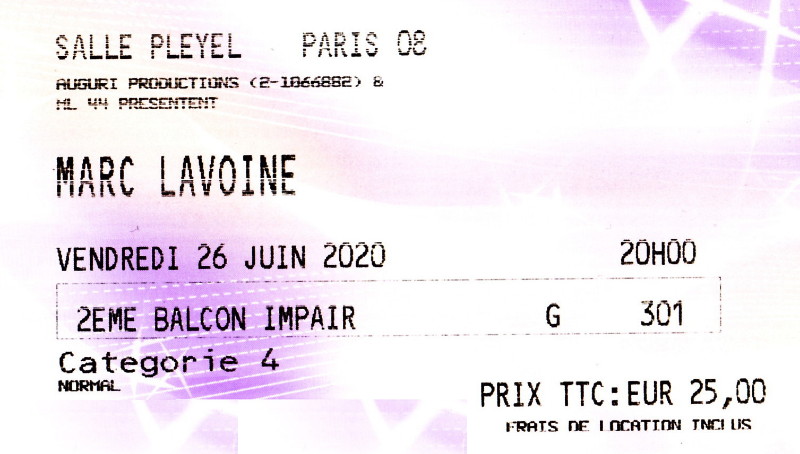 SALLE PLEYEL PARIS 08
AUGURI PRODUCTIONS (2-1066882) &
ML 44 PRESENTENT
MARC LAVOINE
VENDREDI 26 JUIN 2020 20H00
2EME BALCON IMPAIR G 301
Categorie 4
NORMAL
PRIX TTC:EUR 25,00
FRAIS DE LOCATION INCLUS